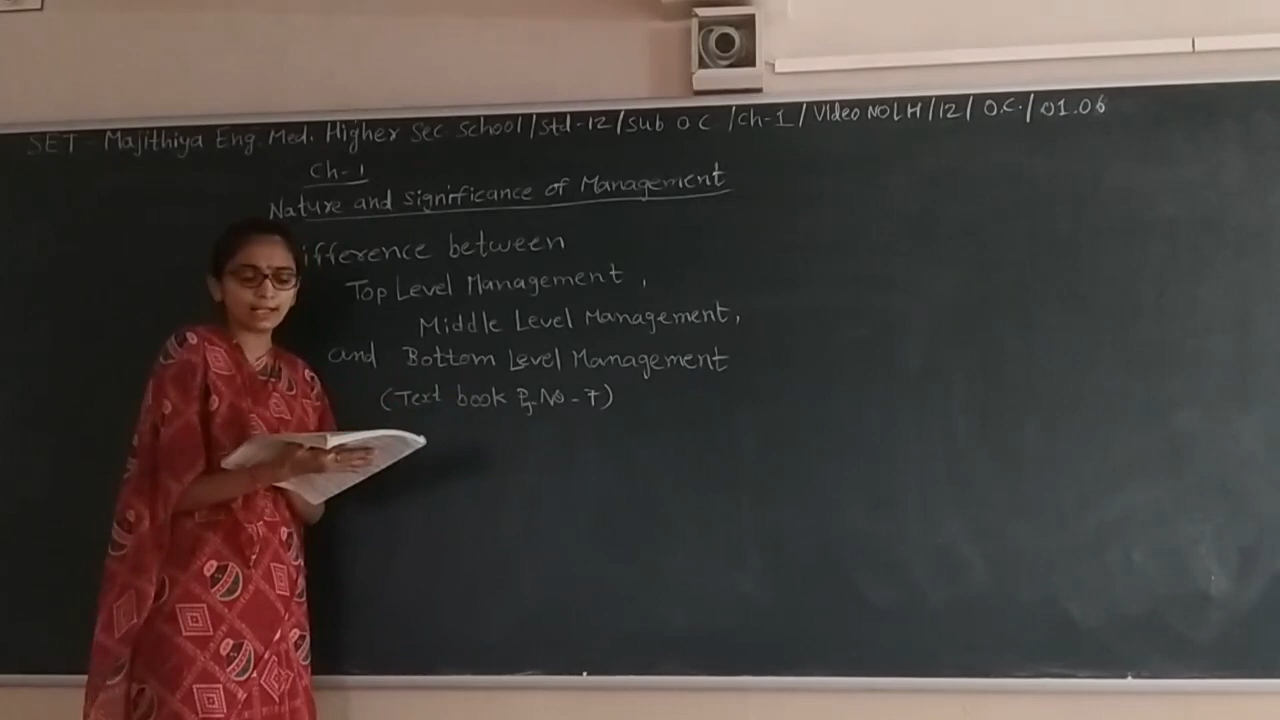 SET - Majithiya Eng. Med. Higher Sec School/Std-12/Sub O C /Ch-1/Video NO LH/12/ O.C./01.06
Ch-1
Nature and Significance of Management
ifference between
Top Level Management,
Middle Level Management,
and Bottom Level Management
(Text book Pg-No-7)